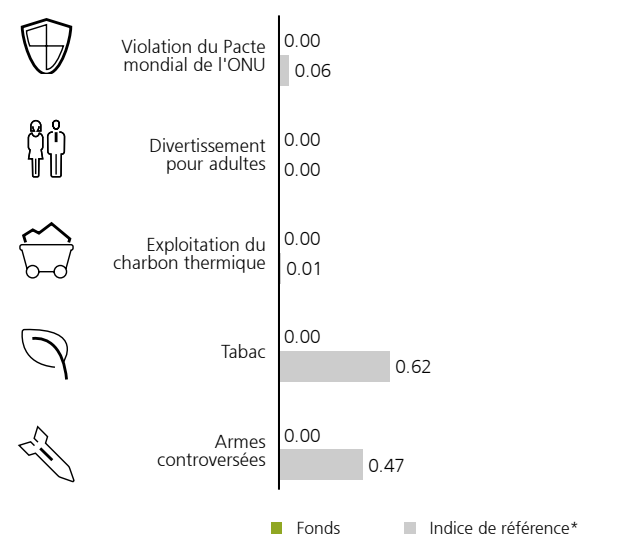 Violation du Pacte
mondial de l'ONU
0.00
0.06
Divertissement
pour adultes
0.00
0.00
Exploitation du
charbon thermique
0.00
0.01
Tabac
0.00
0.62
Armes
controversées
0.00
0.47
Fonds
Indice de référence*